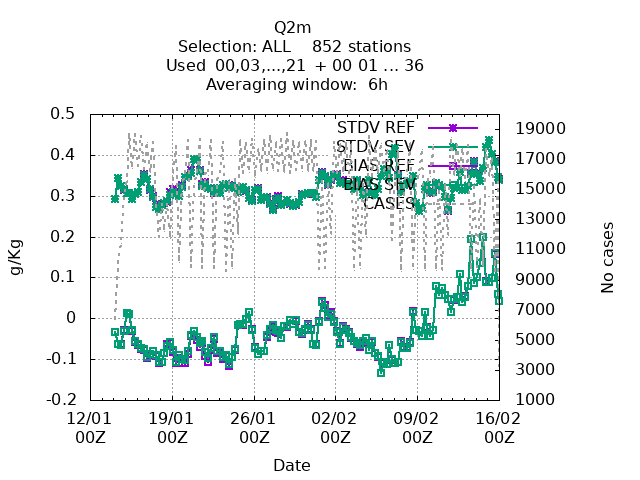 Q2m
Selection: ALL 852 stations
Used 00,03,...,21 + 00 01 ... 36
Averaging window: 6h
0.5
0.4
0.3
0.2
0.1
0
-0.1
-0.2
g/Kg
STDV REF
STDV SEV
BIAS REF
BIAS SEV
CASES
19000
17000
15000
13000
11000
9000
7000
5000
3000
1000
No cases
12/01 19/01 26/01 02/02 09/02 16/02
00Z 00Z 00Z 00Z 00Z 00Z
Date